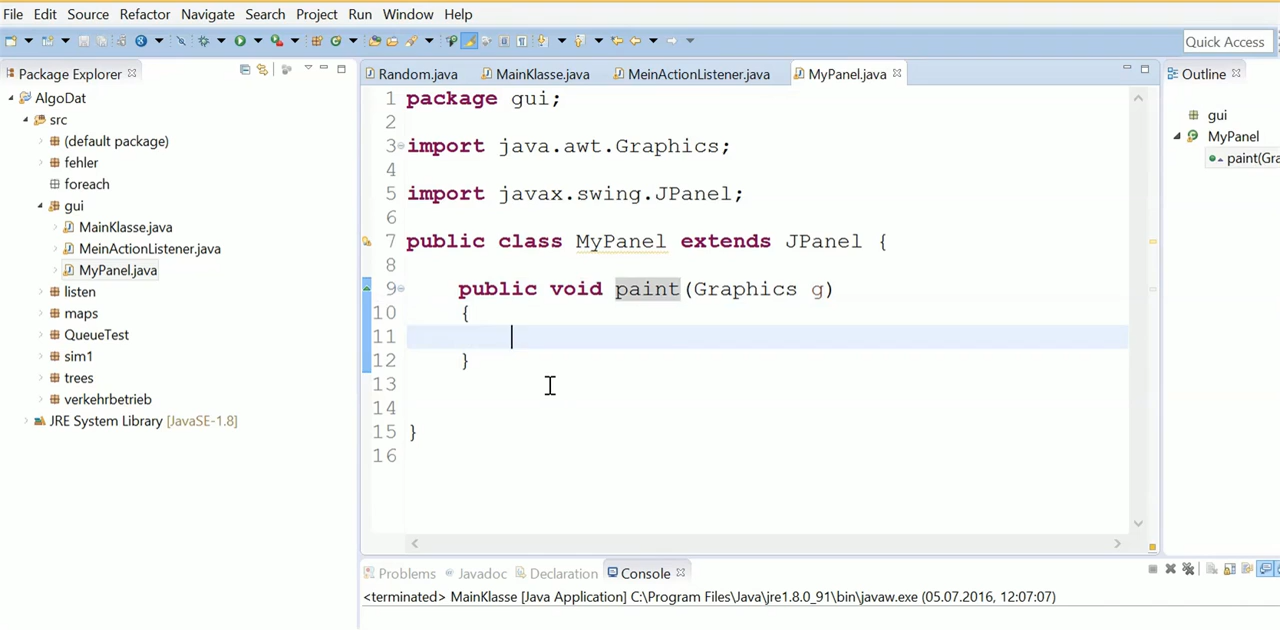 File Edit Source Refactor Navigate Search Project Run Window Help
Quick Access
Package Explorer
Random.java MainKlasse.java MeinActionListener.java MyPanel.java
Outline
AlgoDat
src
(default package)
fehler
foreach
gui
MainKlasse.java
MeinActionListener.java
MyPanel.java
listen
maps
QueueTest
sim1
trees
verkehrbetrieb
JRE System Library [JavaSE-1.8]
1 package gui;
2
3 import java.awt.Graphics;
4
5 import javax.swing.JPanel;
6
7 public class MyPanel extends JPanel {
8
9 public void paint(Graphics g)
10 {
11
12 }
13
14
15 }
16
gui
MyPanel
paint(Gra
Problems Javadoc Declaration Console
<terminated> MainKlasse [Java Application] C:\Program Files\Java\jre1.8.0_91\bin\javaw.exe (05.07.2016, 12:07:07)